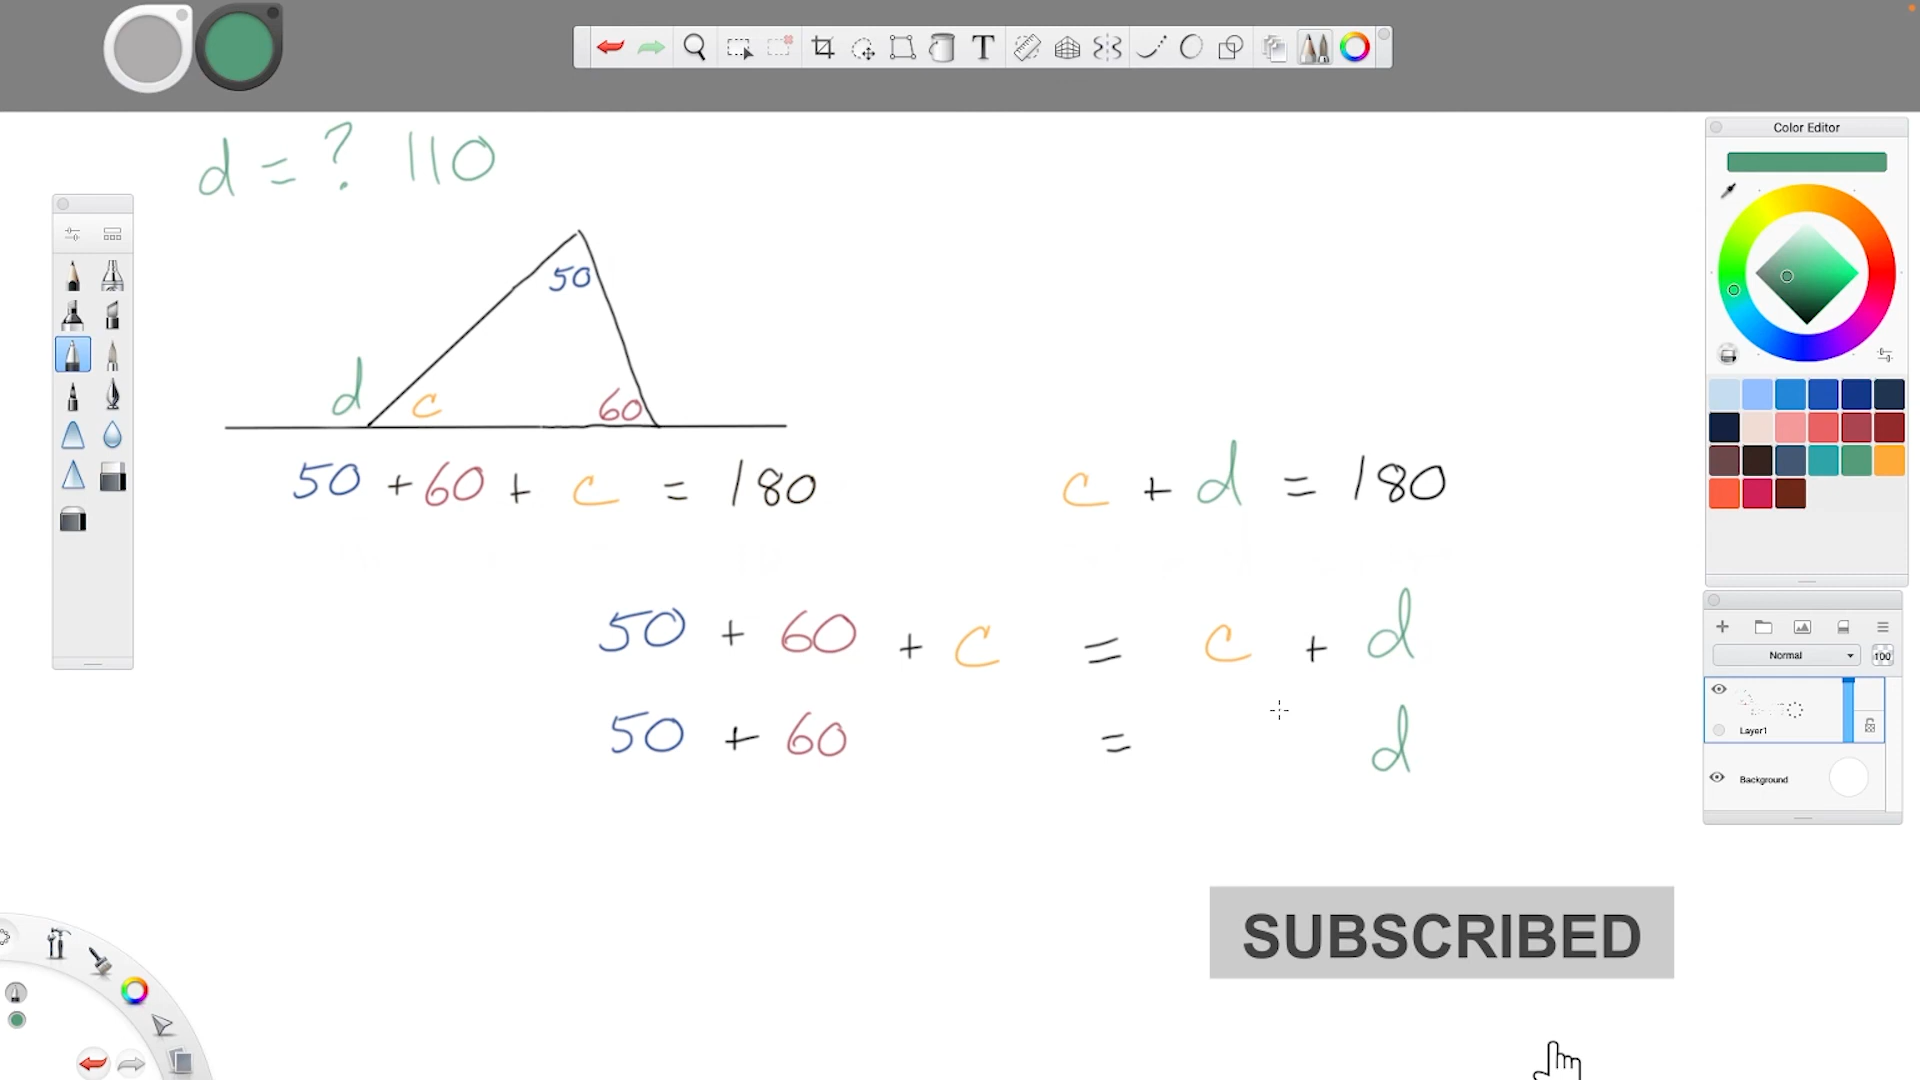 Color Editor
d = ? 110
50
d
c
60
50 + 60 + c = 180
c + d = 180
50 + 60 + c = c + d
50 + 60 = d
Normal
100
Layer1
Background
SUBSCRIBED